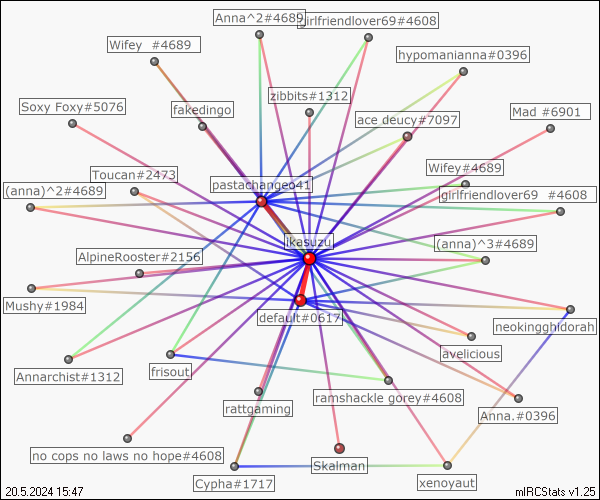 Anna^2#4689
girlfriendlover69#4608
Wifey  #4689
hypomanianna#0396
zibbits#1312
Soxy Foxy#5076
fakedingo
ace deucy#7097
Mad #6901
Toucan#2473
Wifey#4689
(anna)^2#4689
pastachangeo41
girlfriendlover69  #4608
ikasuzu
(anna)^3#4689
AlpineRooster#2156
Mushy#1984
default#0617
neokingghidorah
avelicious
Annarchist#1312
frisout
ramshackle gorey#4608
rattgaming
Anna.#0396
no cops no laws no hope#4608
Skalman
Cypha#1717
xenoyaut
20.5.2024 15:47
mIRCStats v1.25